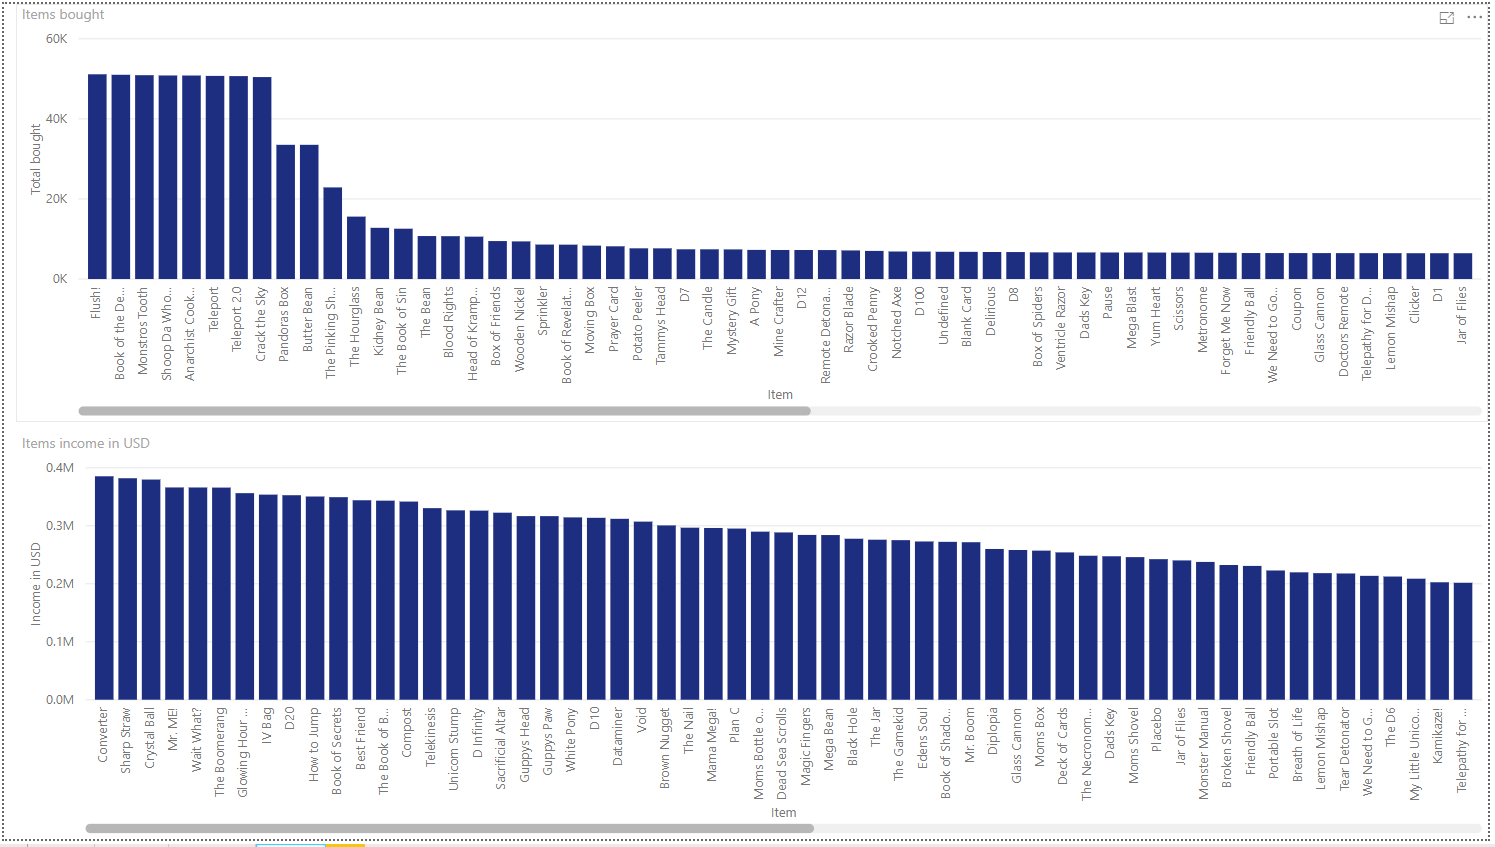 Items bought
60K
40K
20K
0K
Total bought
Flush!
Book of the De...
Monstros Tooth
Shoop Da Who...
Anarchist Cook...
Teleport
Teleport 2.0
Crack the Sky
Pandoras Box
Butter Bean
The Pinking Sh...
The Hourglass
Kidney Bean
The Book of Sin
The Bean
Blood Rights
Head of Kramp...
Box of Friends
Wooden Nickel
Sprinkler
Book of Revelat...
Moving Box
Prayer Card
Potato Peeler
Tammys Head
D7
The Candle
Mystery Gift
A Pony
Mine Crafter
D12
Remote Detona...
Razor Blade
Crooked Penny
Notched Axe
D100
Undefined
Blank Card
Delirious
D8
Box of Spiders
Ventricle Razor
Dads Key
Pause
Mega Blast
Yum Heart
Scissors
Metronome
Forget Me Now
Friendly Ball
We Need to Go...
Coupon
Glass Cannon
Doctors Remote
Telepathy for D...
Lemon Mishap
Clicker
D1
Jar of Flies
Item
Items income in USD
0.4M
0.3M
0.2M
0.1M
0.0M
Income in USD
Converter
Sharp Straw
Crystal Ball
Mr. ME!
Wait What?
The Boomerang
Glowing Hour ...
IV Bag
D20
How to Jump
Book of Secrets
Best Friend
The Book of B...
Compost
Telekinesis
Unicorn Stump
D Infinity
Sacrificial Altar
Guppys Head
Guppys Paw
White Pony
D10
Dataminer
Void
Brown Nugget
The Nail
Mama Mega!
Plan C
Moms Bottle o...
Dead Sea Scrolls
Magic Fingers
Mega Bean
Black Hole
The Jar
The Gamekid
Edens Soul
Book of Shado...
Mr. Boom
Diplopia
Glass Cannon
Moms Box
Deck of Cards
The Necronom...
Dads Key
Moms Shovel
Placebo
Jar of Flies
Monster Manual
Broken Shovel
Friendly Ball
Portable Slot
Breath of Life
Lemon Mishap
Tear Detonator
We Need to G...
The D6
My Little Unico...
Kamikaze!
Telepathy for ...
Item